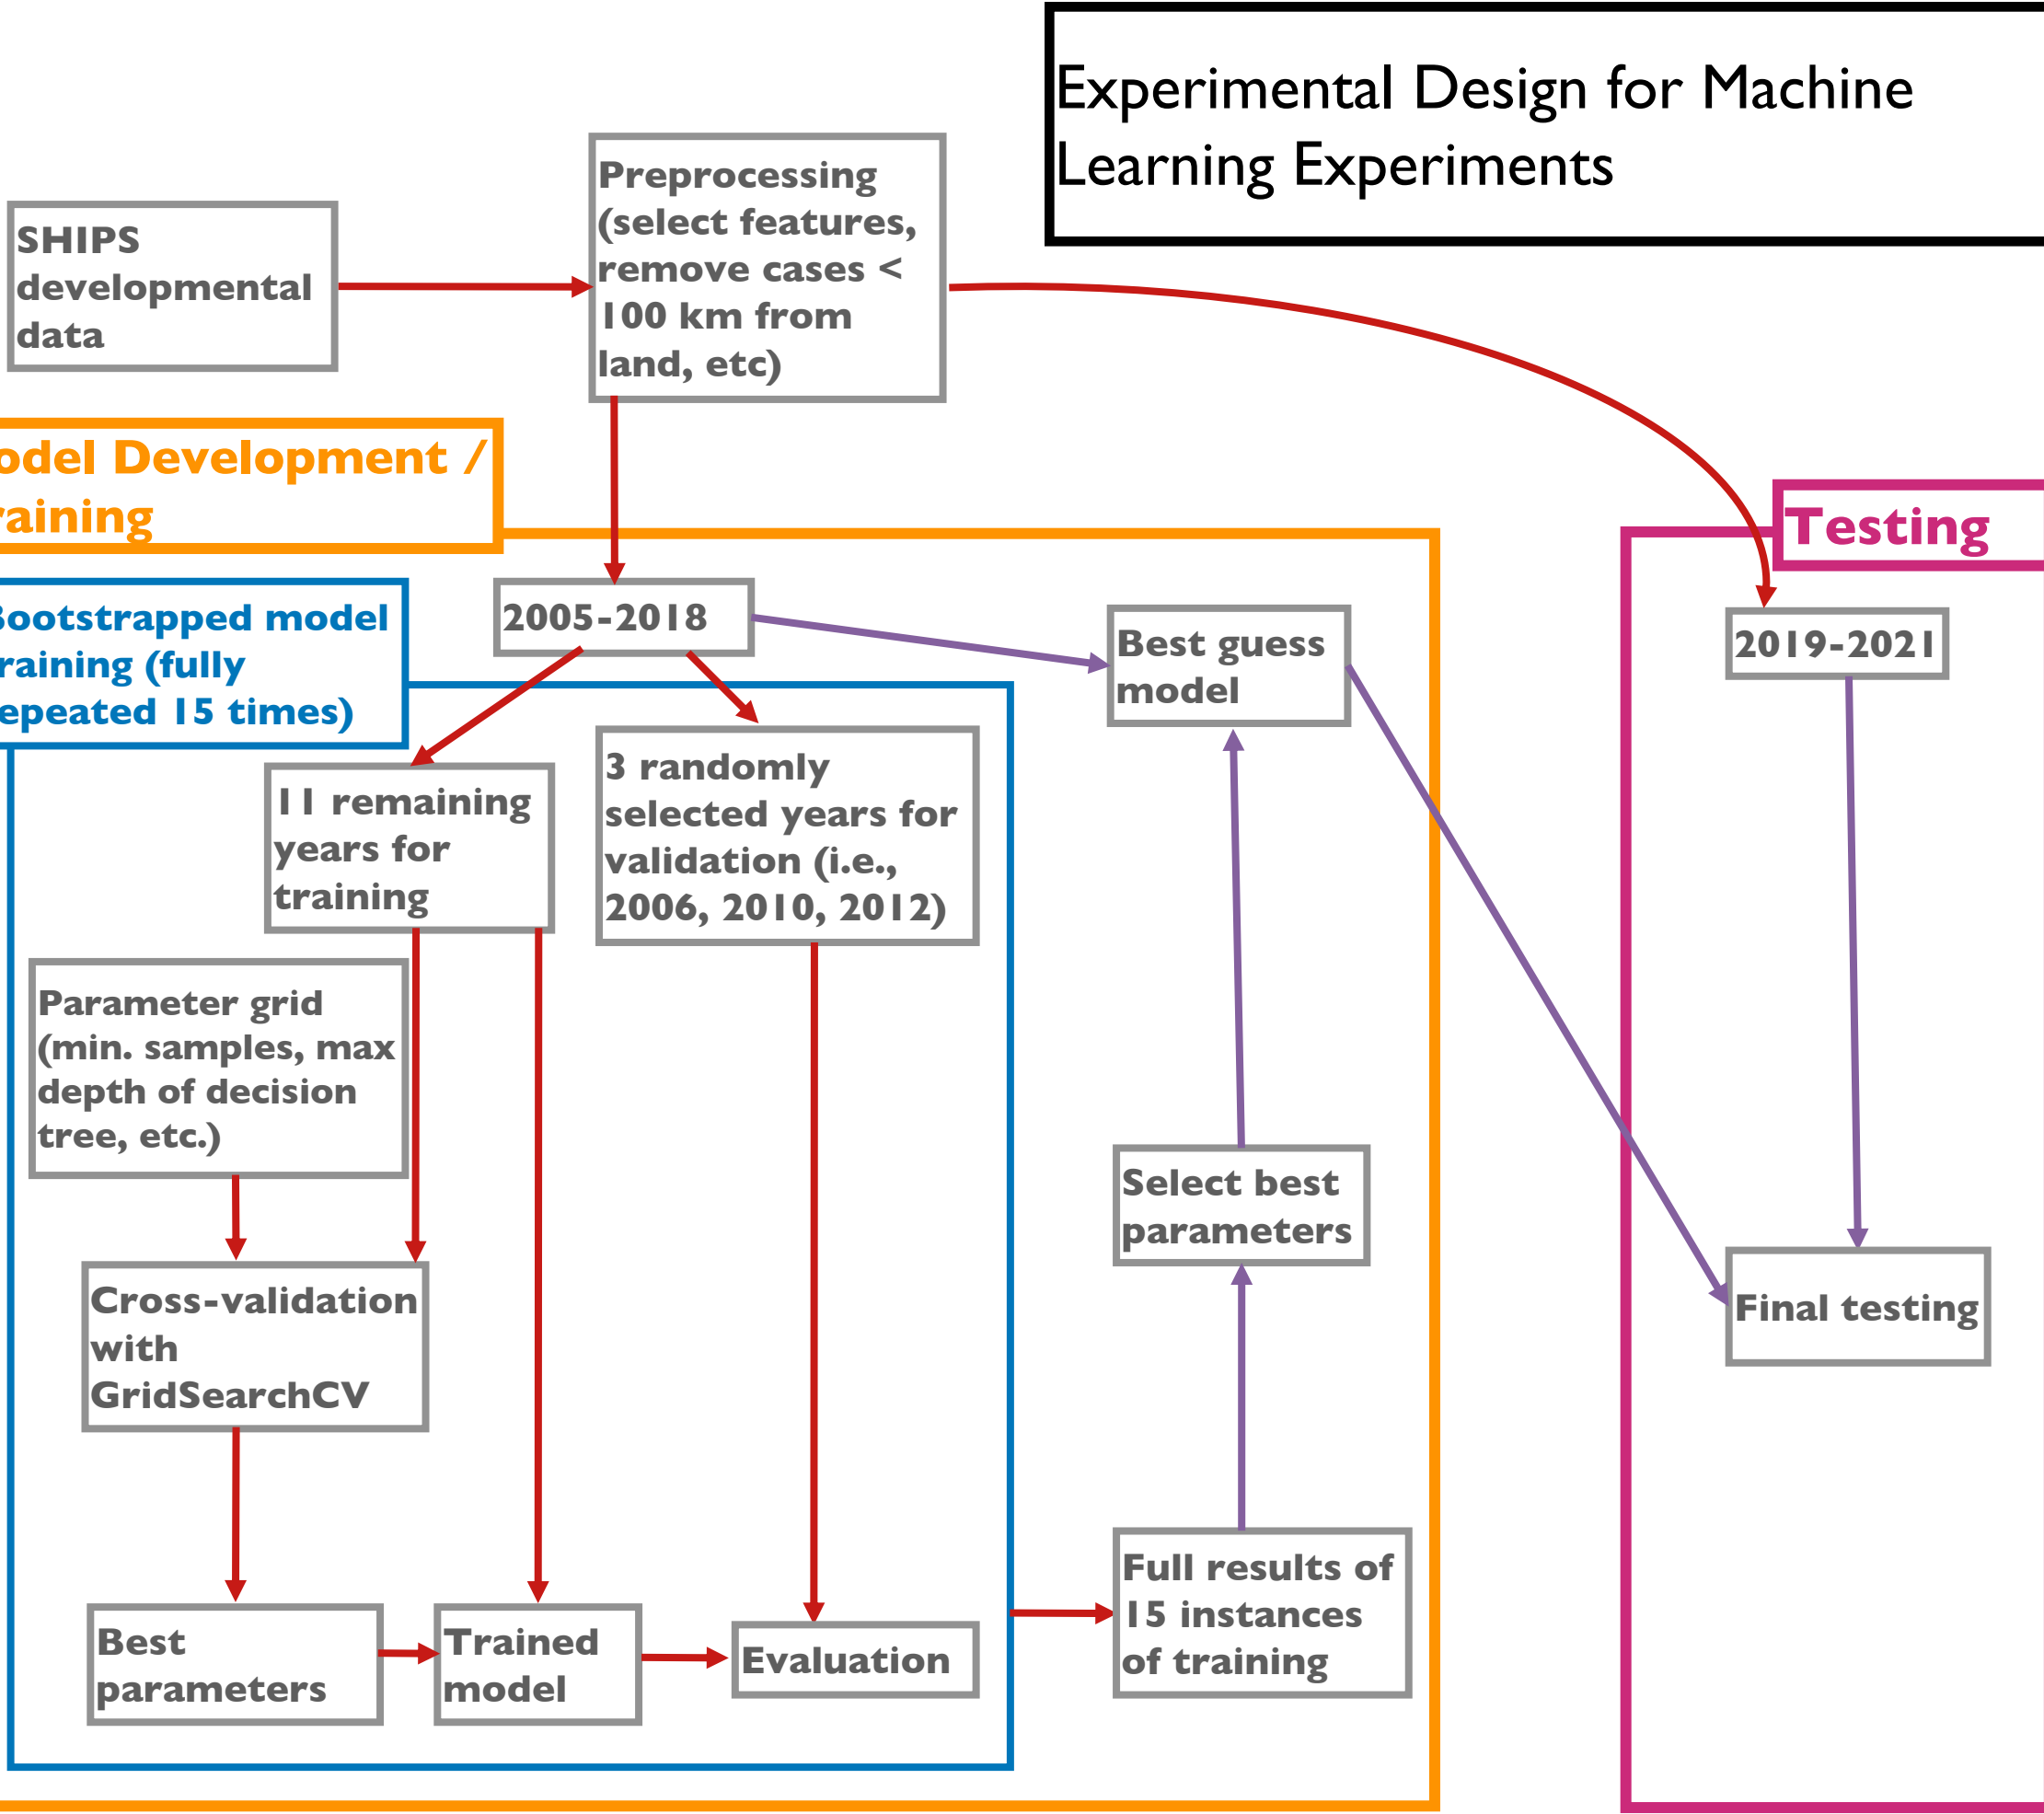 Experimental Design for Machine
Learning Experiments
SHIPS
developmental
data
Preprocessing
(select features,
remove cases <
100 km from
land, etc)
odel Development /
raining
Testing
Bootstrapped model
raining (fully
epeated 15 times)
2005-2018
Best guess
model
2019-2021
11 remaining
years for
training
3 randomly
selected years for
validation (i.e.,
2006, 2010, 2012)
Parameter grid
(min. samples, max
depth of decision
tree, etc.)
Select best
parameters
Cross-validation
with
GridSearchCV
Final testing
Full results of
15 instances
of training
Best
parameters
Trained
model
Evaluation